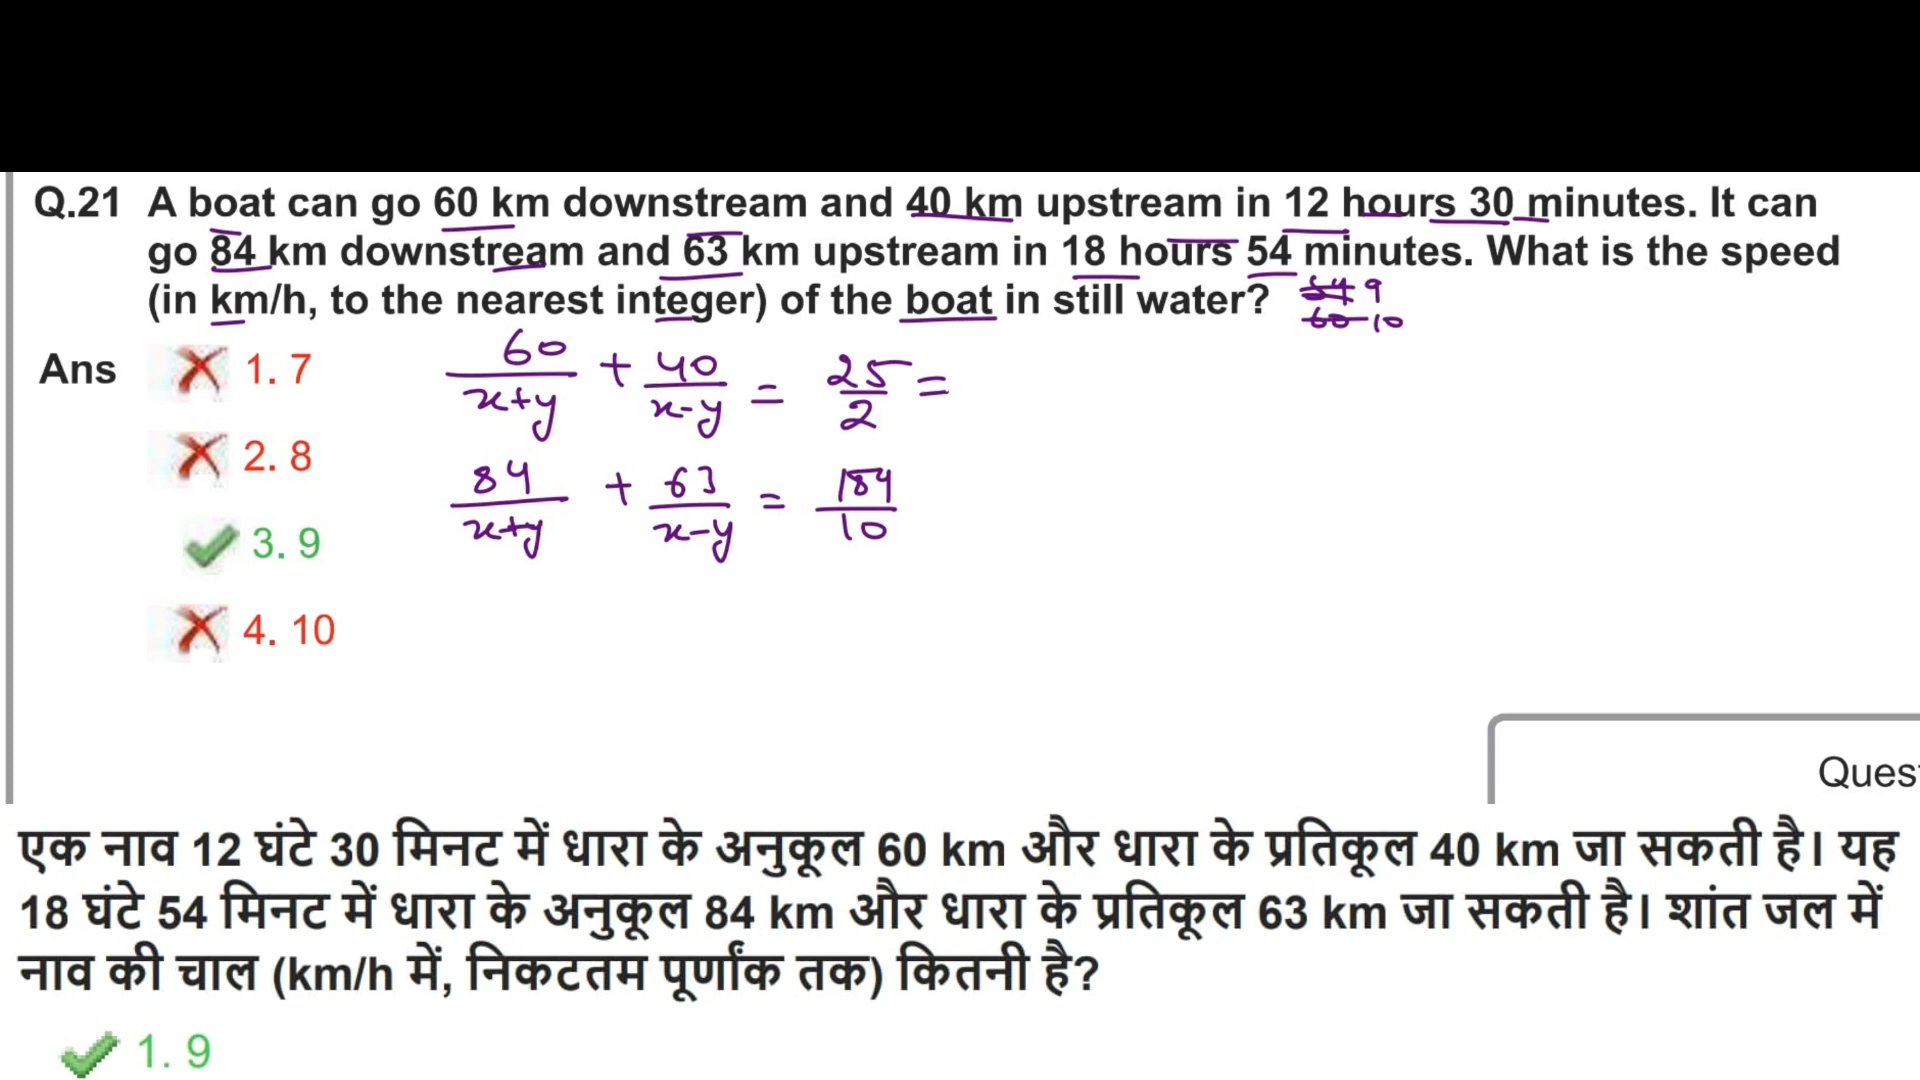 Q.21 A boat can go 60 km downstream and 40 km upstream in 12 hours 30 minutes. It can
go 84 km downstream and 63 km upstream in 18 hours 54 minutes. What is the speed
(in km/h, to the nearest integer) of the boat in still water? 54/60 9/10
Ans 1. 7
60/(x+y) + 40/(x-y) = 25/2 =
2. 8
84/(x+y) + 63/(x-y) = 189/10
3. 9
4. 10
Ques
एक नाव 12 घंटे 30 मिनट में धारा के अनुकूल 60 km और धारा के प्रतिकूल 40 km जा सकती है। यह
18 घंटे 54 मिनट में धारा के अनुकूल 84 km और धारा के प्रतिकूल 63 km जा सकती है। शांत जल में
नाव की चाल (km/h में, निकटतम पूर्णांक तक) कितनी है?
1. 9